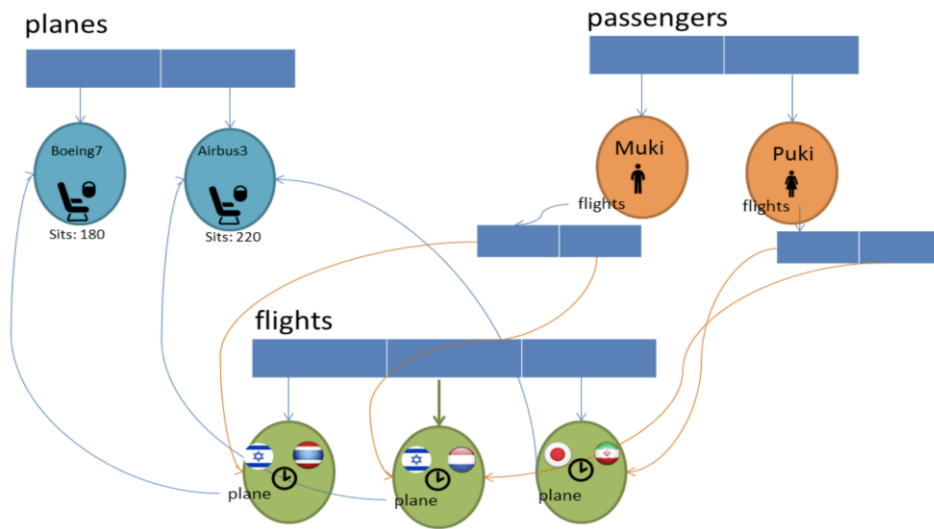 planes
passengers
Boeing7
Airbus3
Muki
Puki
flights
flights
Sits: 180
Sits: 220
flights
plane
plane
plane